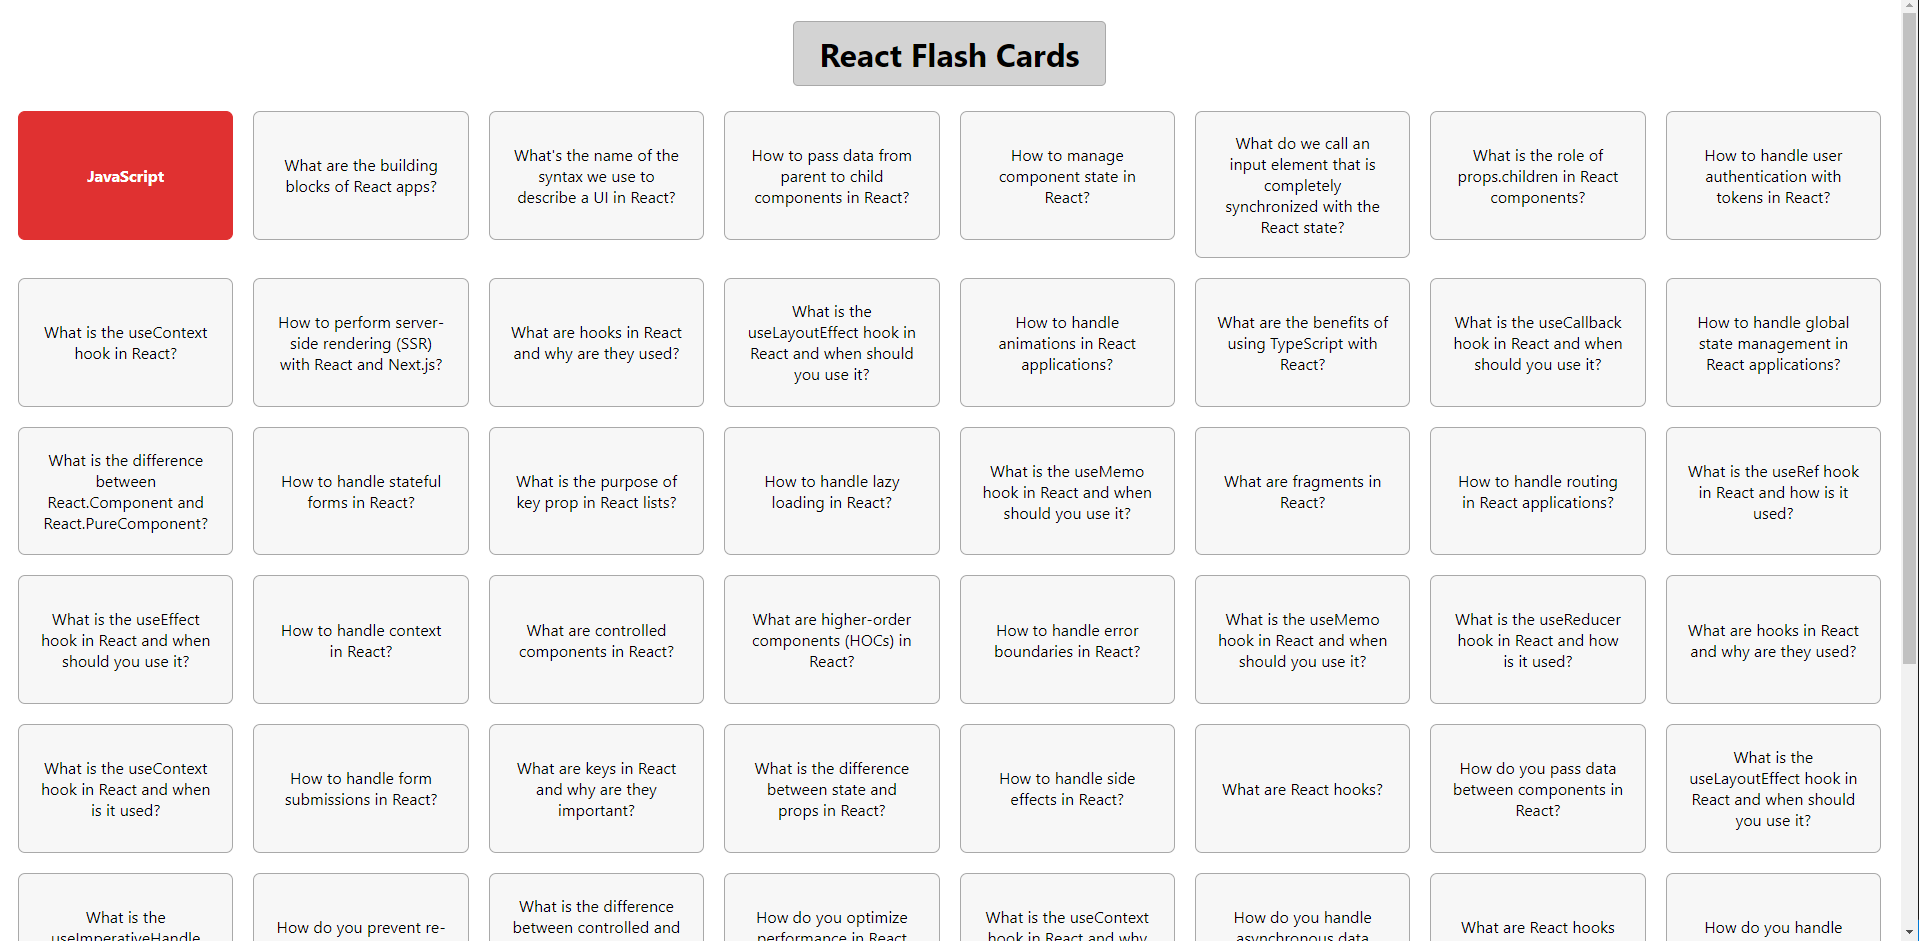 React Flash Cards
JavaScript
What are the building
blocks of React apps?
What's the name of the
syntax we use to
describe a UI in React?
How to pass data from
parent to child
components in React?
How to manage
component state in
React?
What do we call an
input element that is
completely
synchronized with the
React state?
What is the role of
props.children in React
components?
How to handle user
authentication with
tokens in React?
What is the useContext
hook in React?
How to perform server-
side rendering (SSR)
with React and Next.js?
What are hooks in React
and why are they used?
What is the
useLayoutEffect hook in
React and when should
you use it?
How to handle
animations in React
applications?
What are the benefits of
using TypeScript with
React?
What is the useCallback
hook in React and when
should you use it?
How to handle global
state management in
React applications?
What is the difference
between
React.Component and
React.PureComponent?
How to handle stateful
forms in React?
What is the purpose of
key prop in React lists?
How to handle lazy
loading in React?
What is the useMemo
hook in React and when
should you use it?
What are fragments in
React?
How to handle routing
in React applications?
What is the useRef hook
in React and how is it
used?
What is the useEffect
hook in React and when
should you use it?
How to handle context
in React?
What are controlled
components in React?
What are higher-order
components (HOCs) in
React?
How to handle error
boundaries in React?
What is the useMemo
hook in React and when
should you use it?
What is the useReducer
hook in React and how
is it used?
What are hooks in React
and why are they used?
What is the useContext
hook in React and when
is it used?
How to handle form
submissions in React?
What are keys in React
and why are they
important?
What is the difference
between state and
props in React?
How to handle side
effects in React?
What are React hooks?
How do you pass data
between components in
React?
What is the
useLayoutEffect hook in
React and when should
you use it?
What is the
useImperativeHandle
How do you prevent re-
What is the difference
between controlled and
How do you optimize
performance in React
What is the useContext
hook in React and why
How do you handle
asynchronous data
What are React hooks
How do you handle